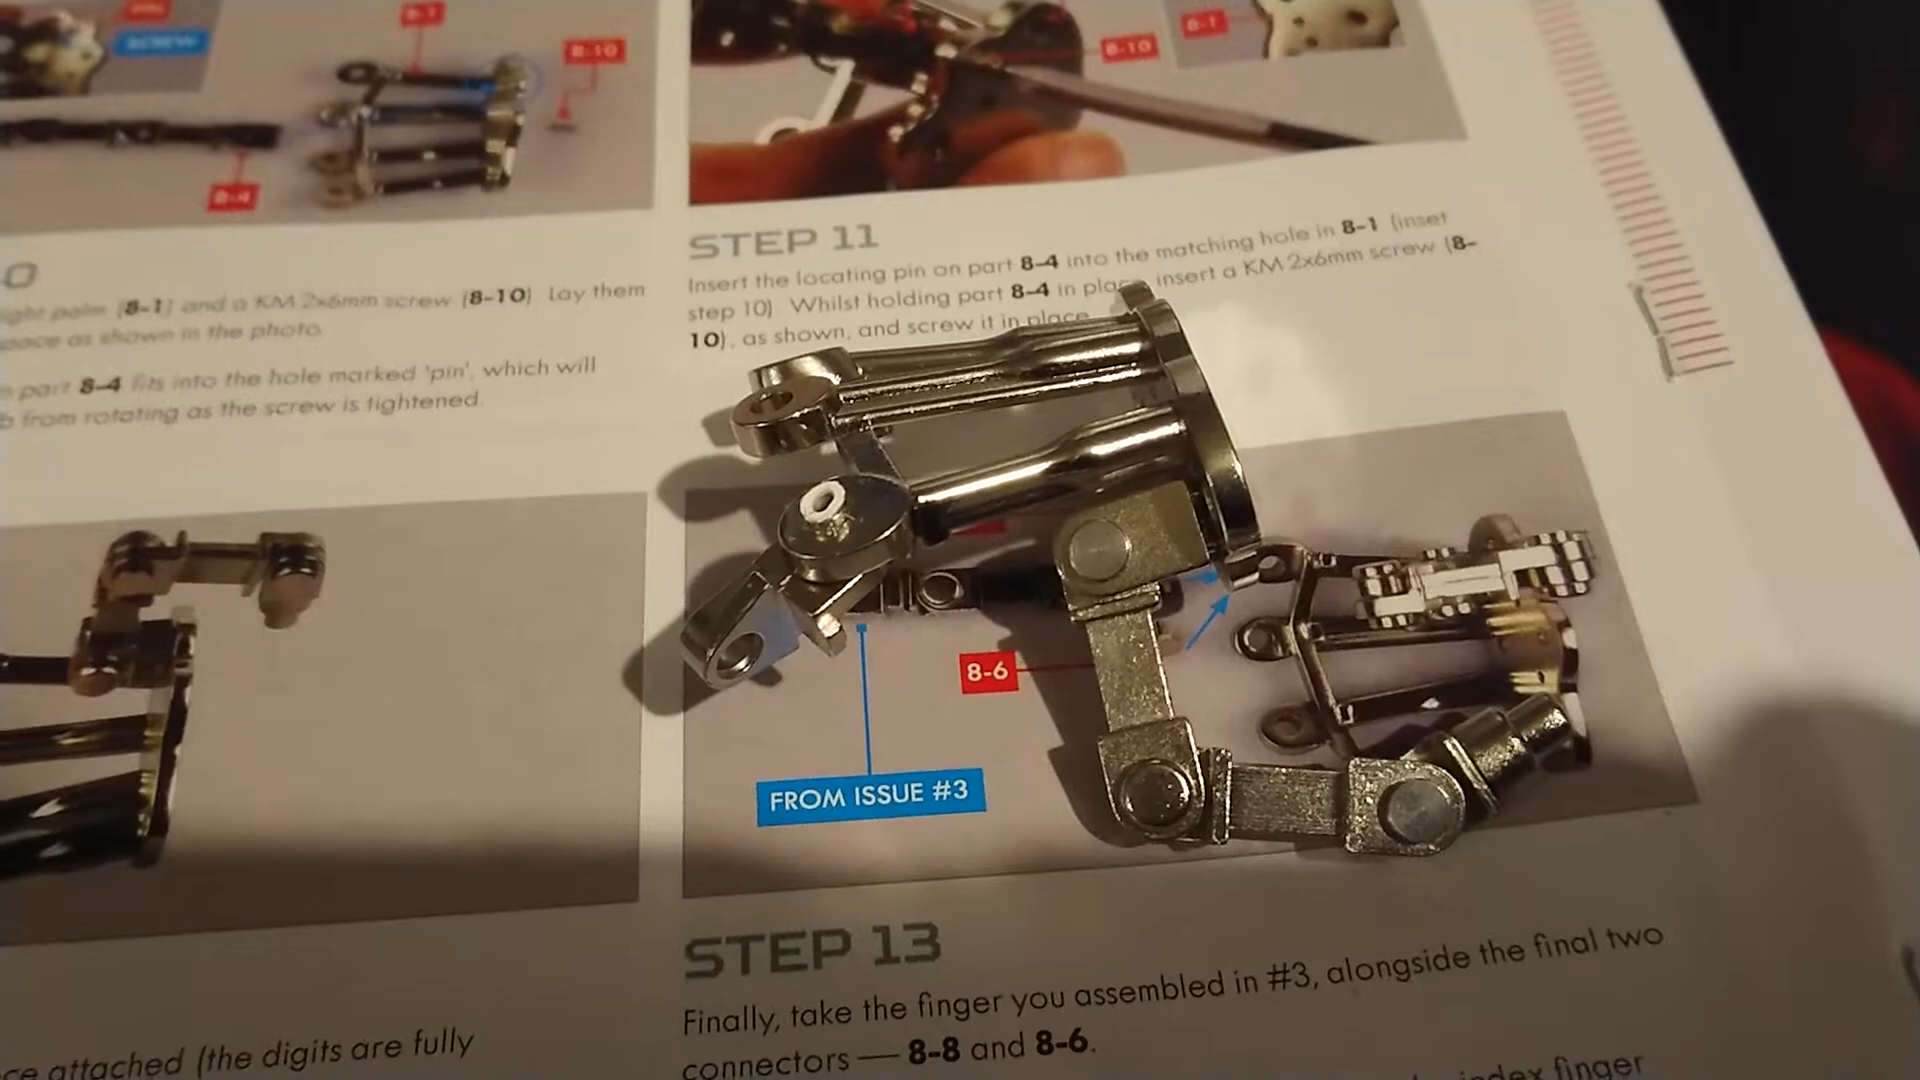 SCREW
8-1
8-10
8-4
8-10
8-1
0
ight palm (8-1) and a KM 2x6mm screw (8-10) Lay them
pace as shown in the photo
part 8-4 fits into the hole marked 'pin', which will
from rotating as the screw is tightened.
STEP 11
Insert the locating pin on part 8-4 into the matching hole in 8-1 (inset
step 10) Whilst holding part 8-4 in place, insert a KM 2x6mm screw (8-
10), as shown, and screw it in place
8-6
FROM ISSUE #3
ce attached (the digits are fully
STEP 13
Finally, take the finger you assembled in #3, alongside the final two
connectors — 8-8 and 8-6.
index finger